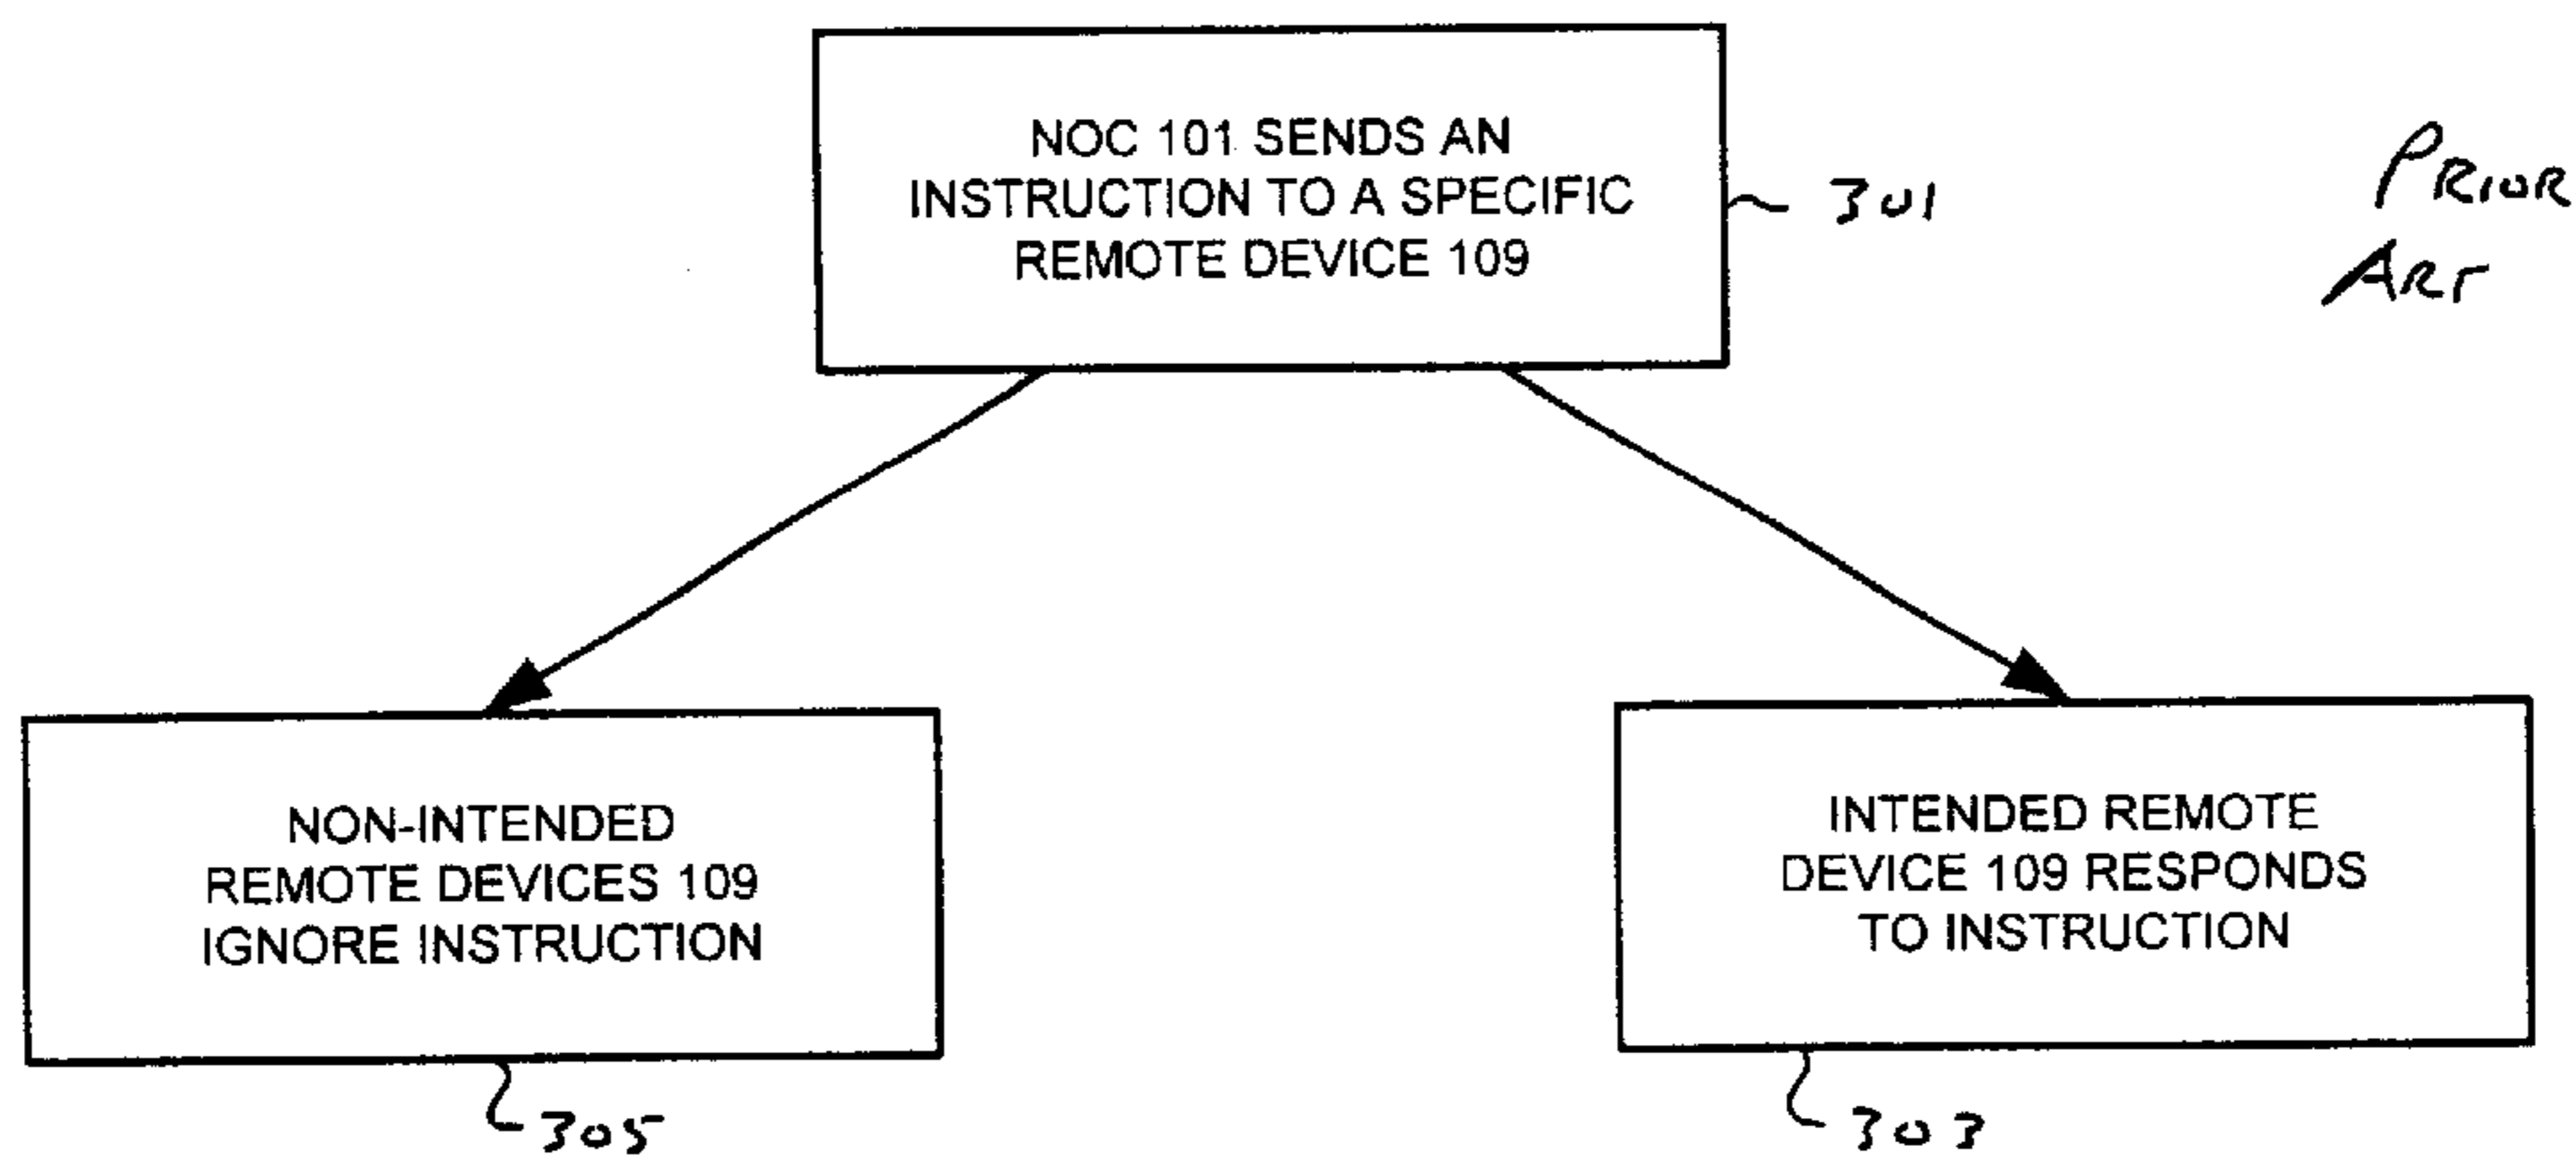 NOC 101 SENDS AN
INSTRUCTION TO A SPECIFIC
REMOTE DEVICE 109
301
PRIOR
ART
NON-INTENDED
REMOTE DEVICES 109
IGNORE INSTRUCTION
305
INTENDED REMOTE
DEVICE 109 RESPONDS
TO INSTRUCTION
303